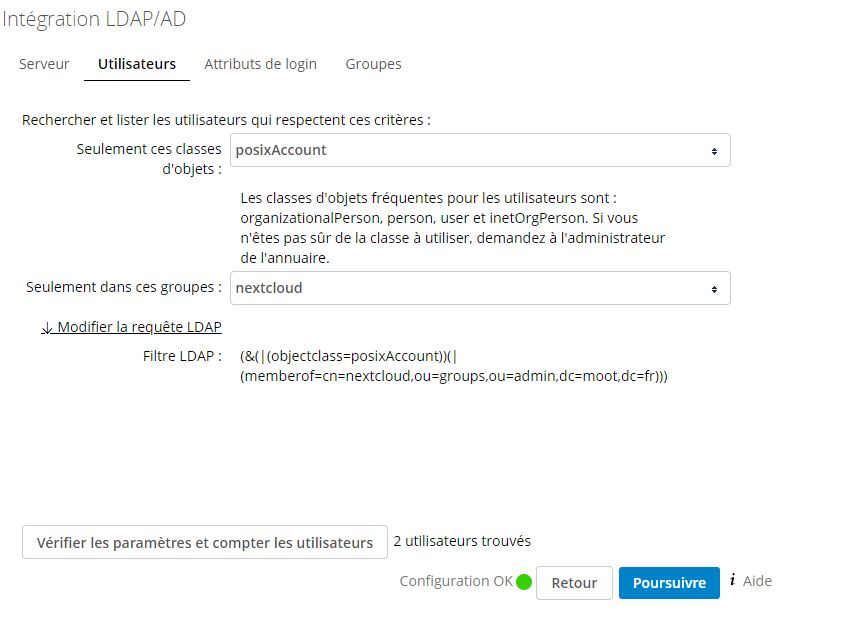 Intégration LDAP/AD
Serveur Utilisateurs Attributs de login Groupes
Rechercher et lister les utilisateurs qui respectent ces critères :
Seulement ces classes
d'objets :
posixAccount
Les classes d'objets fréquentes pour les utilisateurs sont :
organizationalPerson, person, user et inetOrgPerson. Si vous
n'êtes pas sûr de la classe à utiliser, demandez à l'administrateur
de l'annuaire.
Seulement dans ces groupes : nextcloud
↓ Modifier la requête LDAP
Filtre LDAP : (&(|(objectclass=posixAccount))(|
(memberof=cn=nextcloud,ou=groups,ou=admin,dc=moot,dc=fr)))
Vérifier les paramètres et compter les utilisateurs 2 utilisateurs trouvés
Configuration OK Retour Poursuivre i Aide